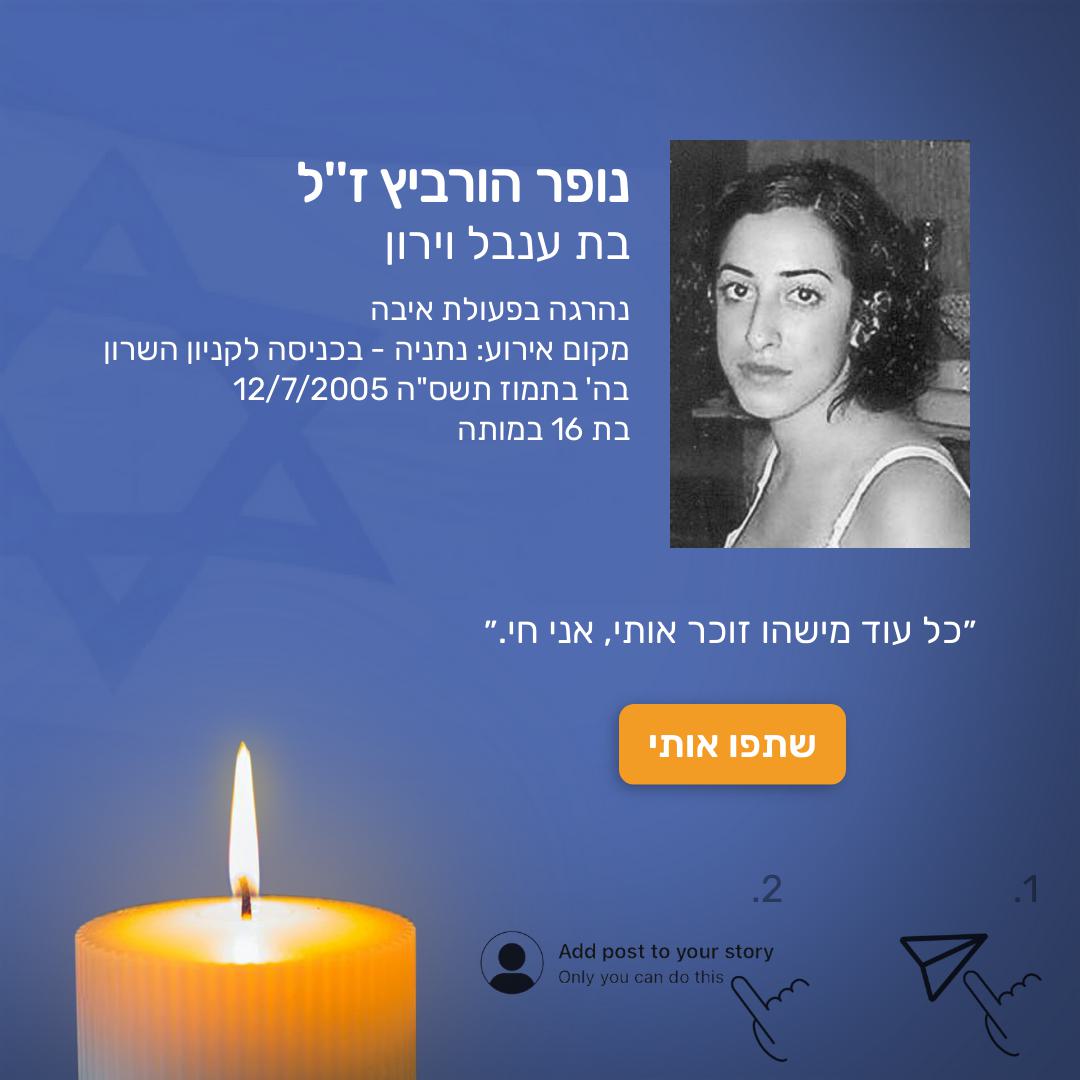 נופר הורביץ ז"ל
בת ענבל וירון
נהרגה בפעולת איבה
מקום אירוע: נתניה - בכניסה לקניון השרון
בה' בתמוז תשס"ה 12/7/2005
בת 16 במותה
״כל עוד מישהו זוכר אותי, אני חי.״
שתפו אותי
.1
.2
Add post to your story
Only you can do this